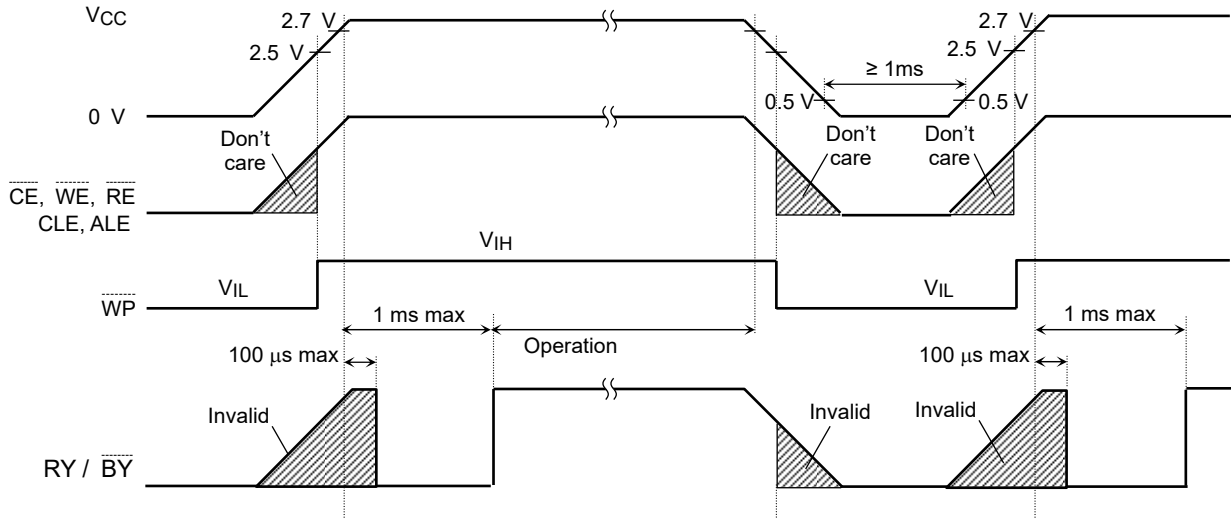 VCC
2.7 V
2.5 V
0 V
0.5 V
≥ 1ms
0.5 V
2.7 V
2.5 V
Don't
care
Don't
care
Don't
care
CE, WE, RE
CLE, ALE
WP
VIL
VIH
VIL
1 ms max
Operation
1 ms max
100 μs max
100 μs max
Invalid
Invalid
Invalid
RY / BY